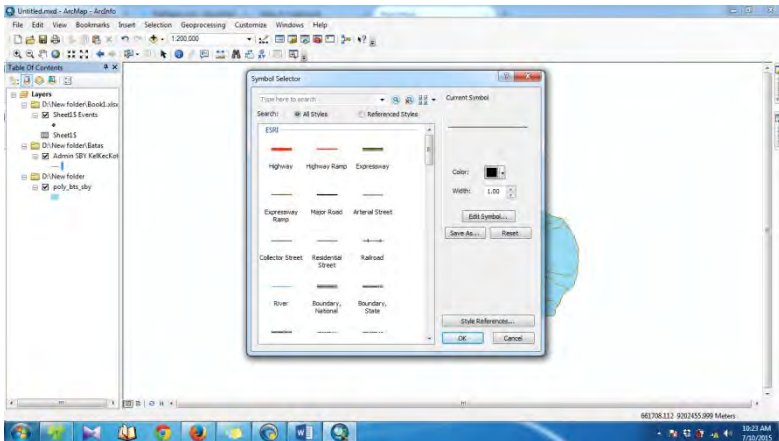 Untitled.mxd - ArcMap - ArcInfo
File Edit View Bookmarks Insert Selection Geoprocessing Customize Windows Help
1:200.000
Table Of Contents
Layers
D:\New folder\Book1.xlsx
Sheet1$ Events
Sheet1$
D:\New folder\Batas
Admin SBY KelKecKot
D:\New folder
poly_bts_sby
Symbol Selector
Type here to search
Search: All Styles Referenced Styles
ESRI
Highway Highway Ramp Expressway
Expressway Ramp Major Road Arterial Street
Collector Street Residential Street Railroad
River Boundary, National Boundary, State
Current Symbol
Color:
Width: 1.00
Edit Symbol...
Save As... Reset
Style References...
OK Cancel
661708.112 9202455.999 Meters
10:23 AM
7/10/2015